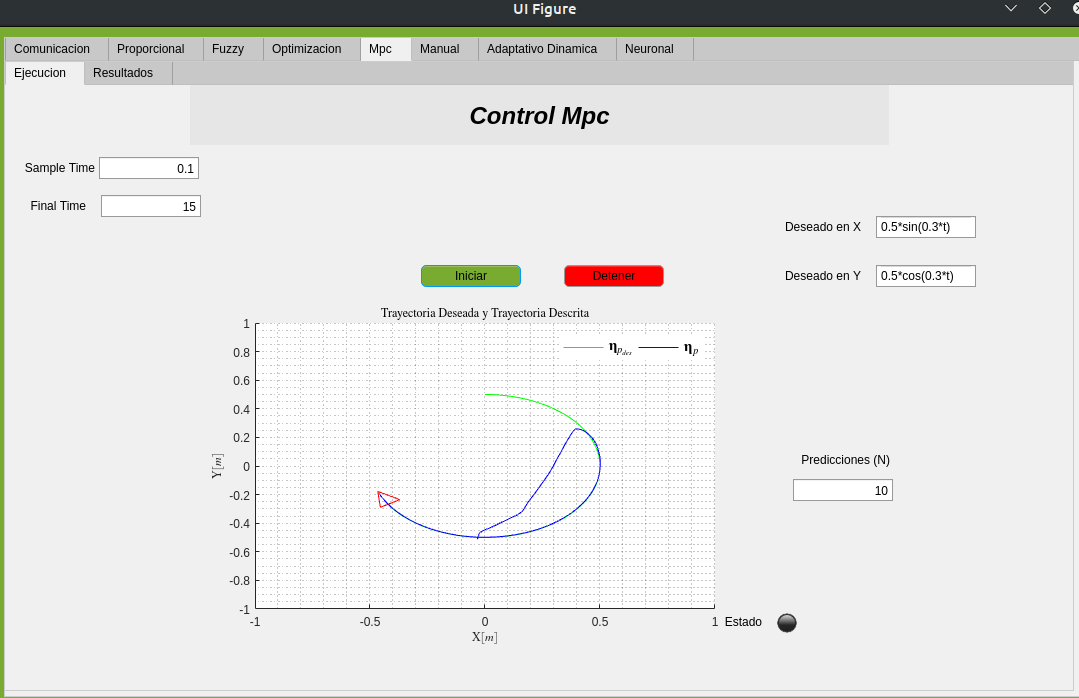 UI Figure
Comunicacion Proporcional Fuzzy Optimizacion Mpc Manual Adaptativo Dinamica Neuronal
Ejecucion Resultados
Control Mpc
Sample Time 0.1
Final Time 15
Deseado en X 0.5*sin(0.3*t)
Deseado en Y 0.5*cos(0.3*t)
Iniciar Detener
Trayectoria Deseada y Trayectoria Descrita
η_{p_{des}} η_p
1
0.8
0.6
0.4
0.2
0
-0.2
-0.4
-0.6
-0.8
-1
Y[m]
-1 -0.5 0 0.5 1
X[m]
Predicciones (N)
10
Estado